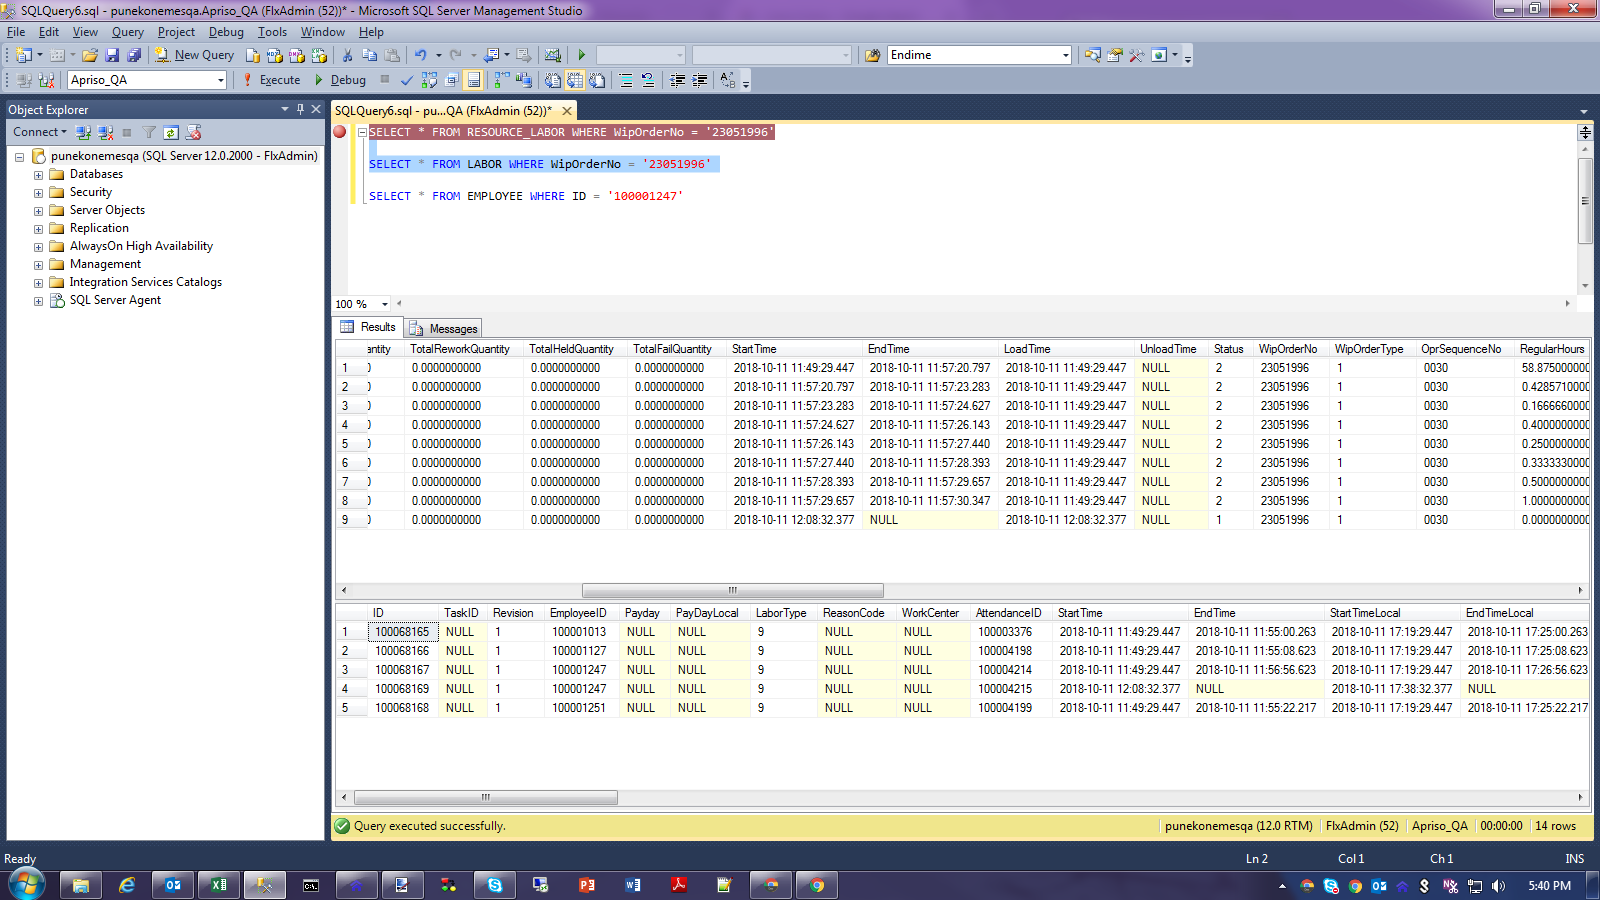 SQLQuery6.sql - punekonemesqa.Apriso_QA (FlxAdmin (52))* - Microsoft SQL Server Management Studio
File Edit View Query Project Debug Tools Window Help
New Query Endime
Apriso_QA Execute Debug
Object Explorer
Connect
punekonemesqa (SQL Server 12.0.2000 - FlxAdmin)
Databases
Security
Server Objects
Replication
AlwaysOn High Availability
Management
Integration Services Catalogs
SQL Server Agent
SQLQuery6.sql - pu...QA (FlxAdmin (52))*
SELECT * FROM RESOURCE_LABOR WHERE WipOrderNo = '23051996'
SELECT * FROM LABOR WHERE WipOrderNo = '23051996'
SELECT * FROM EMPLOYEE WHERE ID = '100001247'
100 %
Results Messages
antity TotalReworkQuantity TotalHeldQuantity TotalFailQuantity StartTime EndTime LoadTime UnloadTime Status WipOrderNo WipOrderType OprSequenceNo RegularHours
1 0 0.0000000000 0.0000000000 0.0000000000 2018-10-11 11:49:29.447 2018-10-11 11:57:20.797 2018-10-11 11:49:29.447 NULL 2 23051996 1 0030 58.875000000
2 0 0.0000000000 0.0000000000 0.0000000000 2018-10-11 11:57:20.797 2018-10-11 11:57:23.283 2018-10-11 11:49:29.447 NULL 2 23051996 1 0030 0.4285710000
3 0 0.0000000000 0.0000000000 0.0000000000 2018-10-11 11:57:23.283 2018-10-11 11:57:24.627 2018-10-11 11:49:29.447 NULL 2 23051996 1 0030 0.1666660000
4 0 0.0000000000 0.0000000000 0.0000000000 2018-10-11 11:57:24.627 2018-10-11 11:57:26.143 2018-10-11 11:49:29.447 NULL 2 23051996 1 0030 0.4000000000
5 0 0.0000000000 0.0000000000 0.0000000000 2018-10-11 11:57:26.143 2018-10-11 11:57:27.440 2018-10-11 11:49:29.447 NULL 2 23051996 1 0030 0.2500000000
6 0 0.0000000000 0.0000000000 0.0000000000 2018-10-11 11:57:27.440 2018-10-11 11:57:28.393 2018-10-11 11:49:29.447 NULL 2 23051996 1 0030 0.3333330000
7 0 0.0000000000 0.0000000000 0.0000000000 2018-10-11 11:57:28.393 2018-10-11 11:57:29.657 2018-10-11 11:49:29.447 NULL 2 23051996 1 0030 0.5000000000
8 0 0.0000000000 0.0000000000 0.0000000000 2018-10-11 11:57:29.657 2018-10-11 11:57:30.347 2018-10-11 11:49:29.447 NULL 2 23051996 1 0030 1.0000000000
9 0 0.0000000000 0.0000000000 0.0000000000 2018-10-11 12:08:32.377 NULL 2018-10-11 12:08:32.377 NULL 1 23051996 1 0030 0.0000000000
ID TaskID Revision EmployeeID Payday PayDayLocal LaborType ReasonCode WorkCenter AttendanceID StartTime EndTime StartTimeLocal EndTimeLocal
1 100068165 NULL 1 100001013 NULL NULL 9 NULL NULL 100003376 2018-10-11 11:49:29.447 2018-10-11 11:55:00.263 2018-10-11 17:19:29.447 2018-10-11 17:25:00.263
2 100068166 NULL 1 100001127 NULL NULL 9 NULL NULL 100004198 2018-10-11 11:49:29.447 2018-10-11 11:55:08.623 2018-10-11 17:19:29.447 2018-10-11 17:25:08.623
3 100068167 NULL 1 100001247 NULL NULL 9 NULL NULL 100004214 2018-10-11 11:49:29.447 2018-10-11 11:56:56.623 2018-10-11 17:19:29.447 2018-10-11 17:26:56.623
4 100068169 NULL 1 100001247 NULL NULL 9 NULL NULL 100004215 2018-10-11 12:08:32.377 NULL 2018-10-11 17:38:32.377 NULL
5 100068168 NULL 1 100001251 NULL NULL 9 NULL NULL 100004199 2018-10-11 11:49:29.447 2018-10-11 11:55:22.217 2018-10-11 17:19:29.447 2018-10-11 17:25:22.217
Query executed successfully. punekonemesqa (12.0 RTM) FlxAdmin (52) Apriso_QA 00:00:00 14 rows
Ready Ln 2 Col 1 Ch 1 INS
5:40 PM